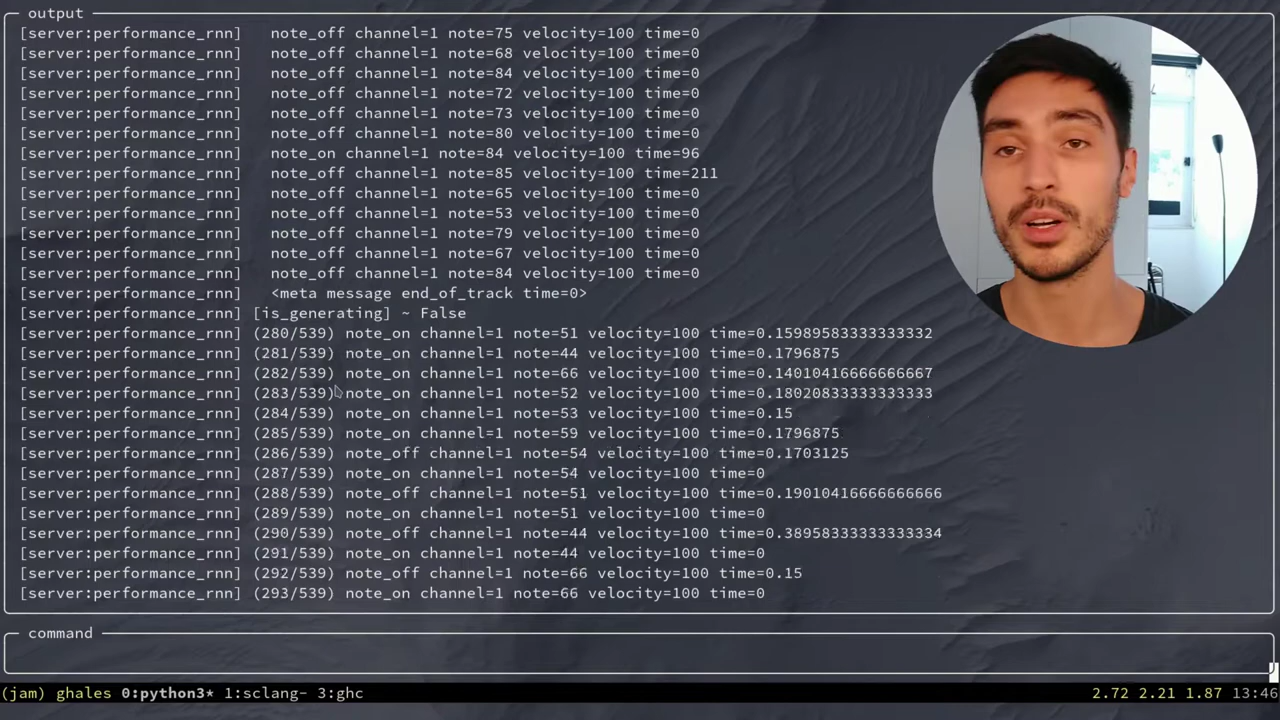 output
[server:performance_rnn]   note_off channel=1 note=75 velocity=100 time=0
[server:performance_rnn]   note_off channel=1 note=68 velocity=100 time=0
[server:performance_rnn]   note_off channel=1 note=84 velocity=100 time=0
[server:performance_rnn]   note_off channel=1 note=72 velocity=100 time=0
[server:performance_rnn]   note_off channel=1 note=73 velocity=100 time=0
[server:performance_rnn]   note_off channel=1 note=80 velocity=100 time=0
[server:performance_rnn]   note_on channel=1 note=84 velocity=100 time=96
[server:performance_rnn]   note_off channel=1 note=85 velocity=100 time=211
[server:performance_rnn]   note_off channel=1 note=65 velocity=100 time=0
[server:performance_rnn]   note_off channel=1 note=53 velocity=100 time=0
[server:performance_rnn]   note_off channel=1 note=79 velocity=100 time=0
[server:performance_rnn]   note_off channel=1 note=67 velocity=100 time=0
[server:performance_rnn]   note_off channel=1 note=84 velocity=100 time=0
[server:performance_rnn]   <meta message end_of_track time=0>
[server:performance_rnn] [is_generating] ~ False
[server:performance_rnn] (280/539) note_on channel=1 note=51 velocity=100 time=0.15989583333333332
[server:performance_rnn] (281/539) note_on channel=1 note=44 velocity=100 time=0.1796875
[server:performance_rnn] (282/539) note_on channel=1 note=66 velocity=100 time=0.14010416666666667
[server:performance_rnn] (283/539) note_on channel=1 note=52 velocity=100 time=0.18020833333333333
[server:performance_rnn] (284/539) note_on channel=1 note=53 velocity=100 time=0.15
[server:performance_rnn] (285/539) note_on channel=1 note=59 velocity=100 time=0.1796875
[server:performance_rnn] (286/539) note_off channel=1 note=54 velocity=100 time=0.1703125
[server:performance_rnn] (287/539) note_on channel=1 note=54 velocity=100 time=0
[server:performance_rnn] (288/539) note_off channel=1 note=51 velocity=100 time=0.19010416666666666
[server:performance_rnn] (289/539) note_on channel=1 note=51 velocity=100 time=0
[server:performance_rnn] (290/539) note_off channel=1 note=44 velocity=100 time=0.389583333333333334
[server:performance_rnn] (291/539) note_on channel=1 note=44 velocity=100 time=0
[server:performance_rnn] (292/539) note_off channel=1 note=66 velocity=100 time=0.15
[server:performance_rnn] (293/539) note_on channel=1 note=66 velocity=100 time=0
command
(jam) ghales 0:python3* 1:sclang- 3:ghc 2.72 2.21 1.87 13:46